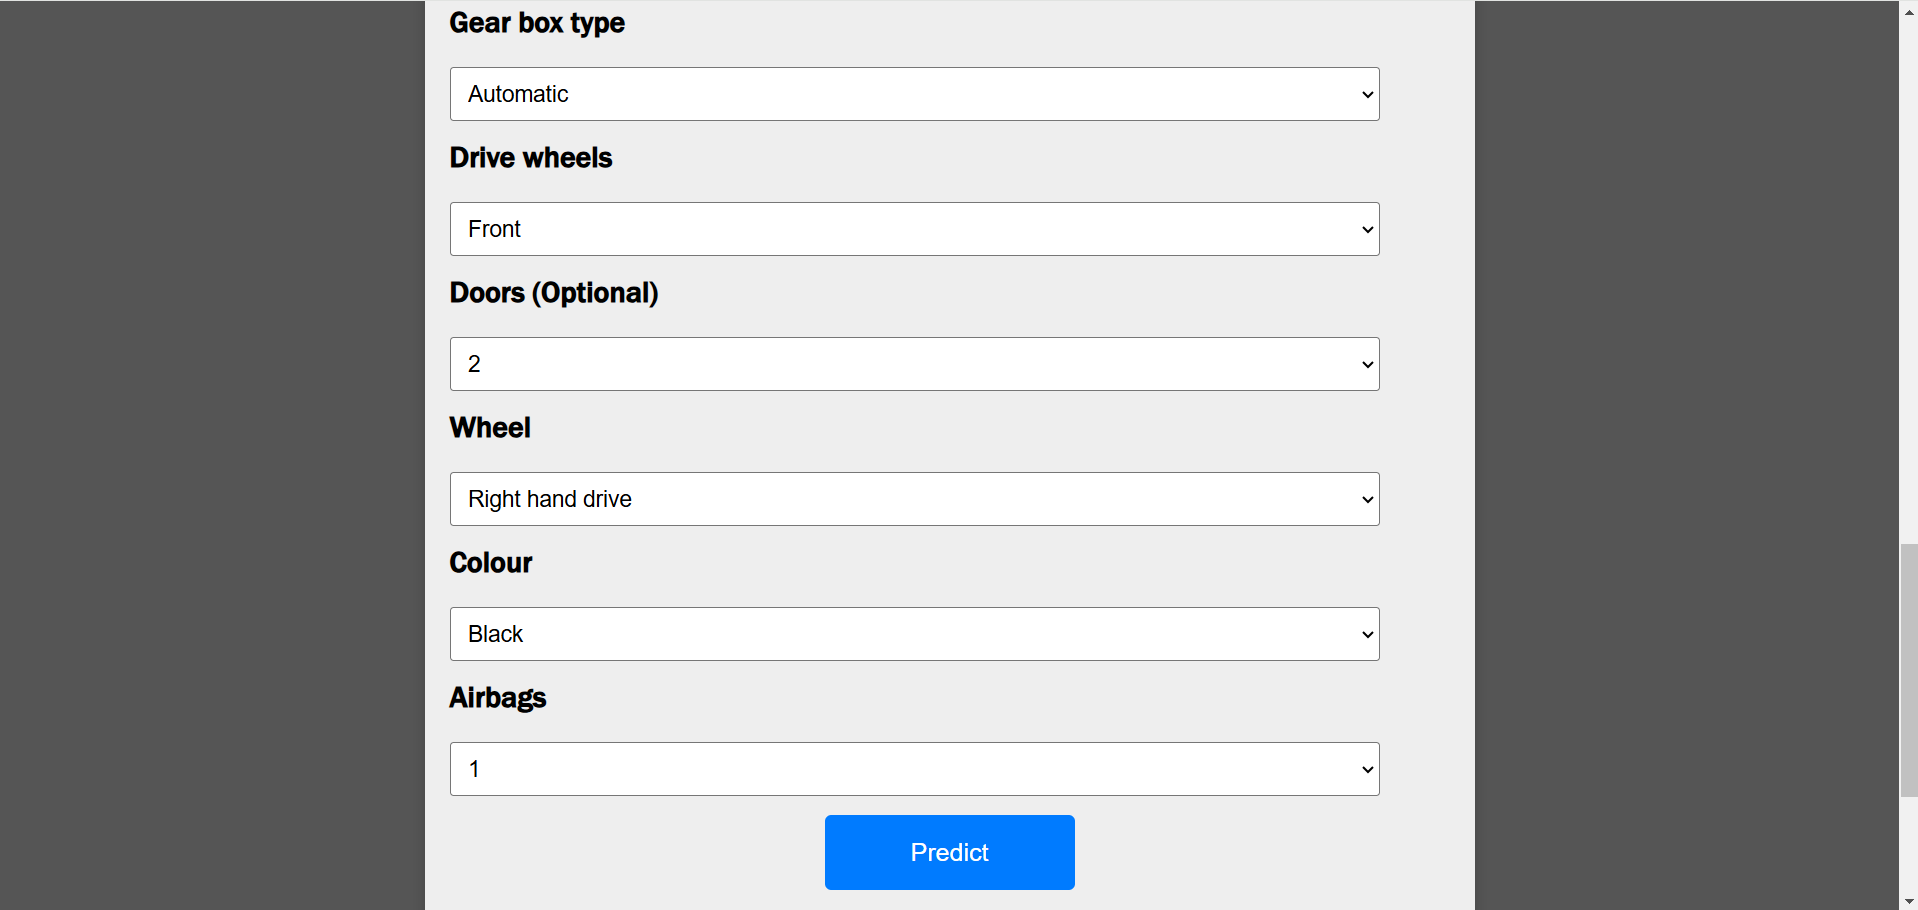 Gear box type
Automatic
Drive wheels
Front
Doors (Optional)
2
Wheel
Right hand drive
Colour
Black
Airbags
1
Predict